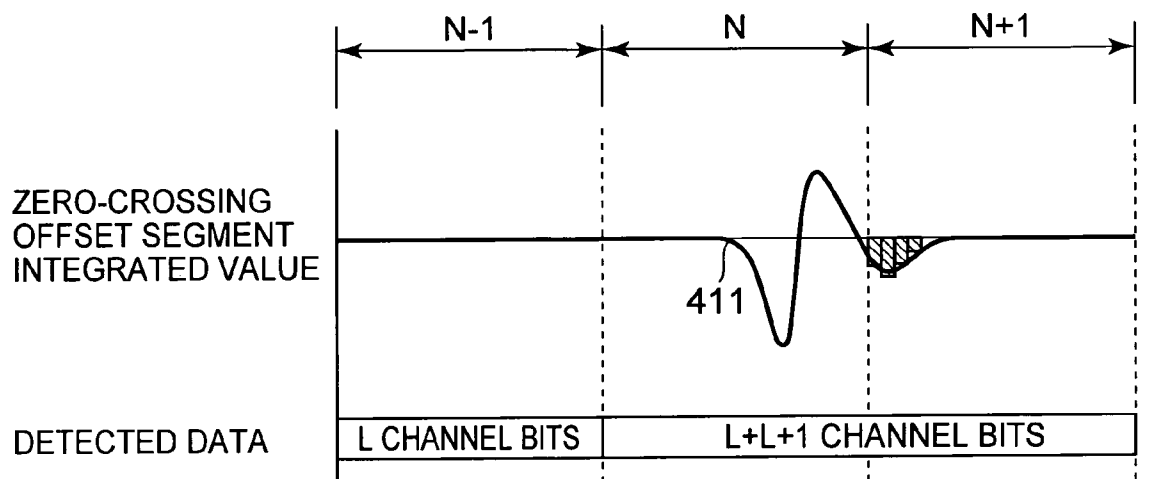 N-1
N
N+1
ZERO-CROSSING
OFFSET SEGMENT
INTEGRATED VALUE
411
DETECTED DATA
L CHANNEL BITS
L+L+1 CHANNEL BITS